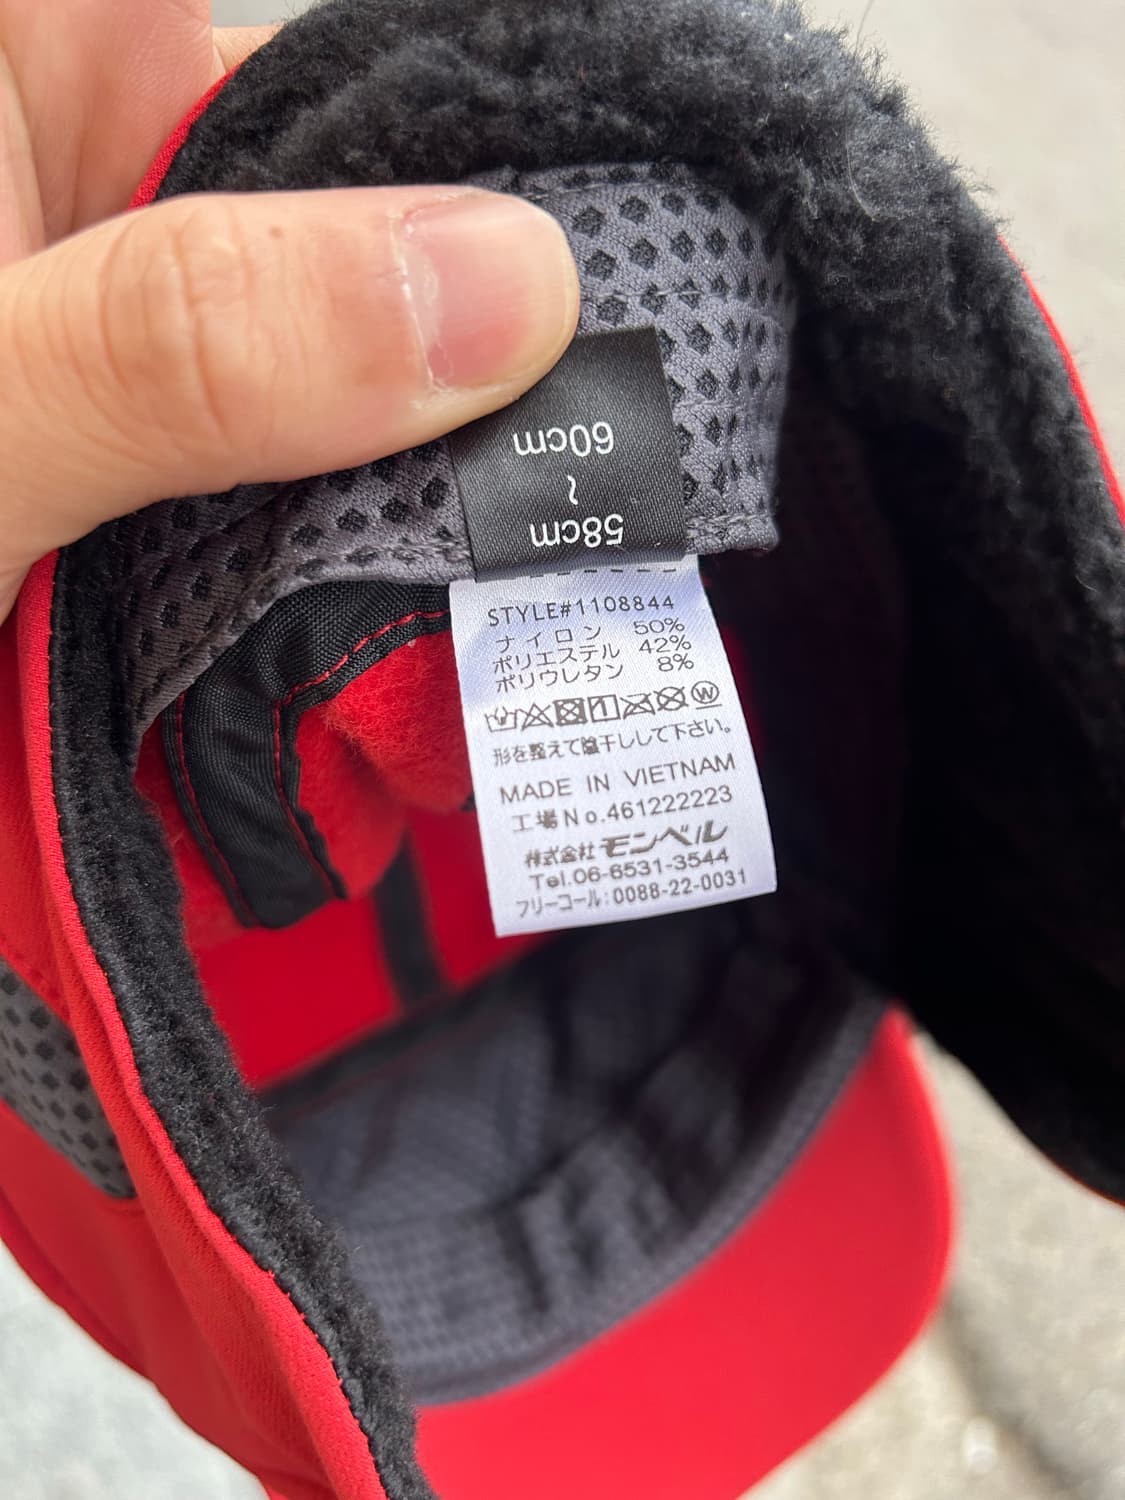 58cm
~
60cm
STYLE#1108844
ナイロン 50%
ポリエステル 42%
ポリウレタン 8%
形を整えて陰干しして下さい。
MADE IN VIETNAM
工場No.461222223
株式会社モンベル
Tel.06-6531-3544
フリーコール:0088-22-0031